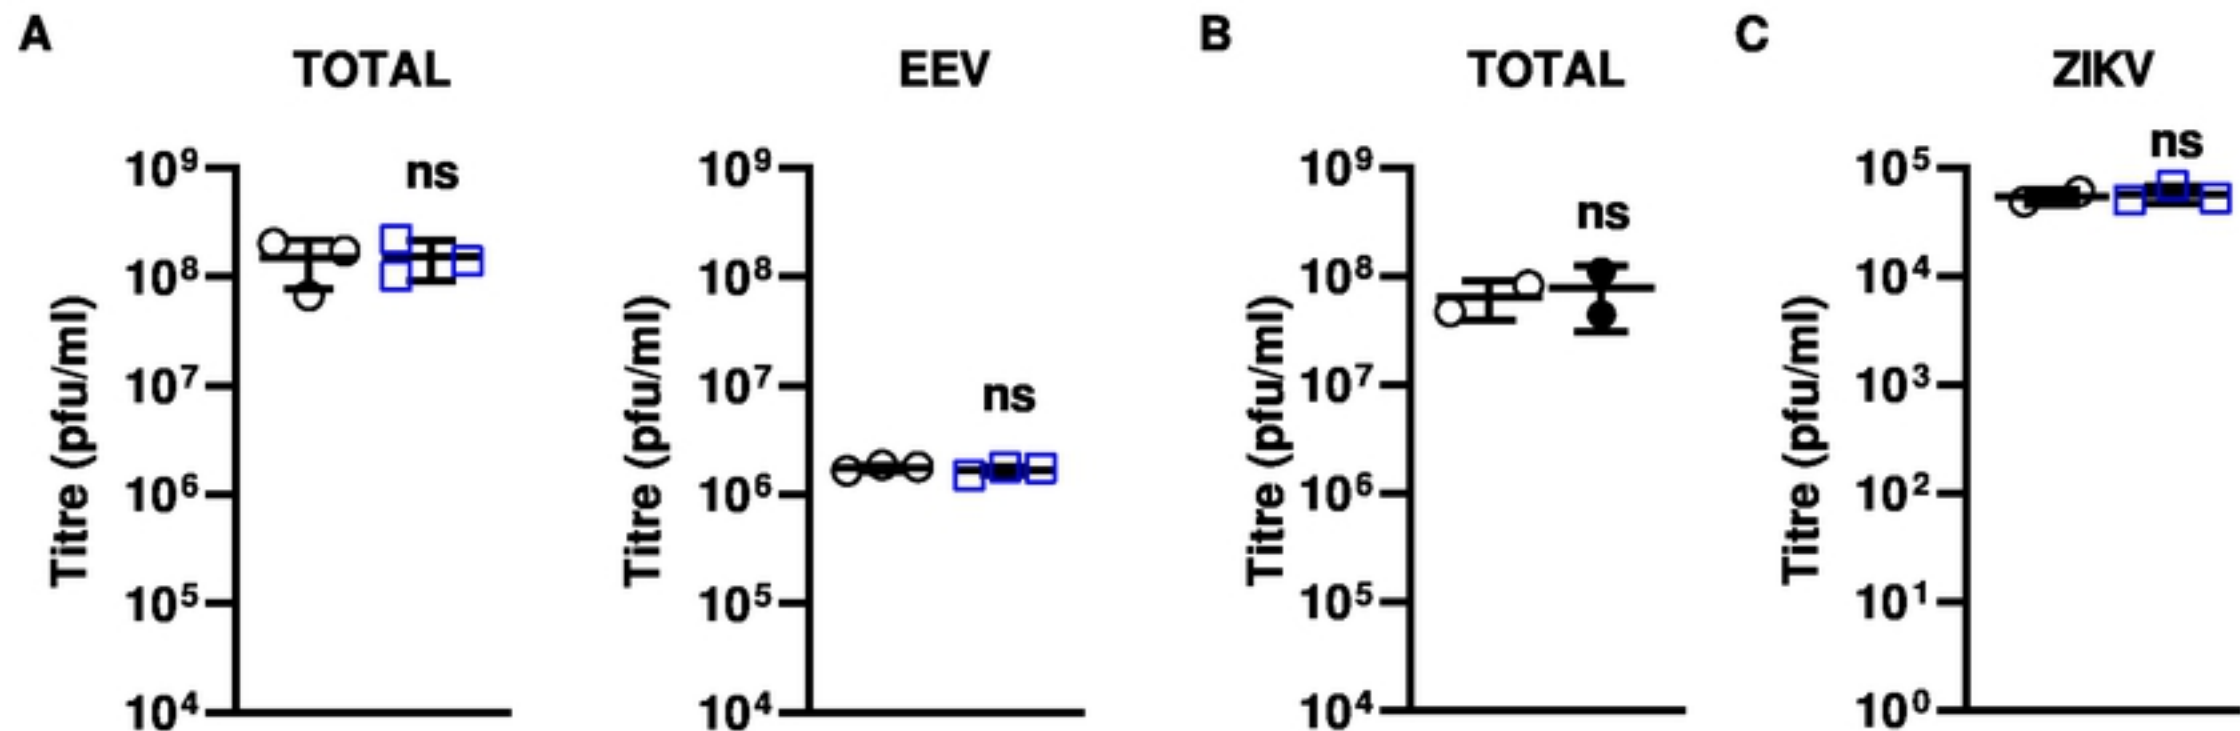 A
TOTAL
Titre (pfu/ml)
10⁹
10⁸
10⁷
10⁶
10⁵
10⁴
ns
EEV
Titre (pfu/ml)
10⁹
10⁸
10⁷
10⁶
10⁵
10⁴
ns
B
TOTAL
Titre (pfu/ml)
10⁹
10⁸
10⁷
10⁶
10⁵
10⁴
ns
C
ZIKV
Titre (pfu/ml)
10⁵
10⁴
10³
10²
10¹
10⁰
ns